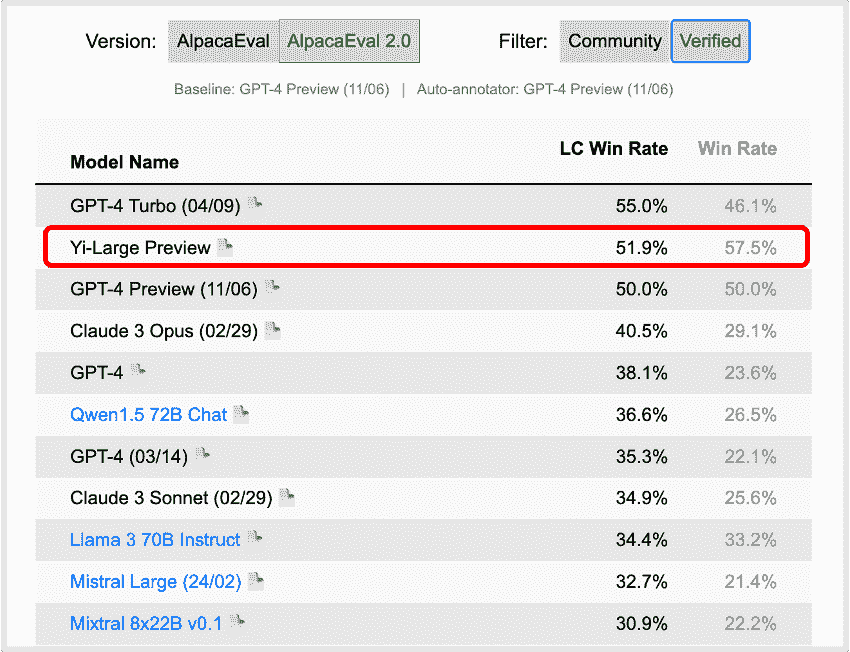 Version: AlpacaEval AlpacaEval 2.0 Filter: Community Verified
Baseline: GPT-4 Preview (11/06) | Auto-annotator: GPT-4 Preview (11/06)
Model Name LC Win Rate Win Rate
GPT-4 Turbo (04/09) 55.0% 46.1%
Yi-Large Preview 51.9% 57.5%
GPT-4 Preview (11/06) 50.0% 50.0%
Claude 3 Opus (02/29) 40.5% 29.1%
GPT-4 38.1% 23.6%
Qwen1.5 72B Chat 36.6% 26.5%
GPT-4 (03/14) 35.3% 22.1%
Claude 3 Sonnet (02/29) 34.9% 25.6%
Llama 3 70B Instruct 34.4% 33.2%
Mistral Large (24/02) 32.7% 21.4%
Mixtral 8x22B v0.1 30.9% 22.2%